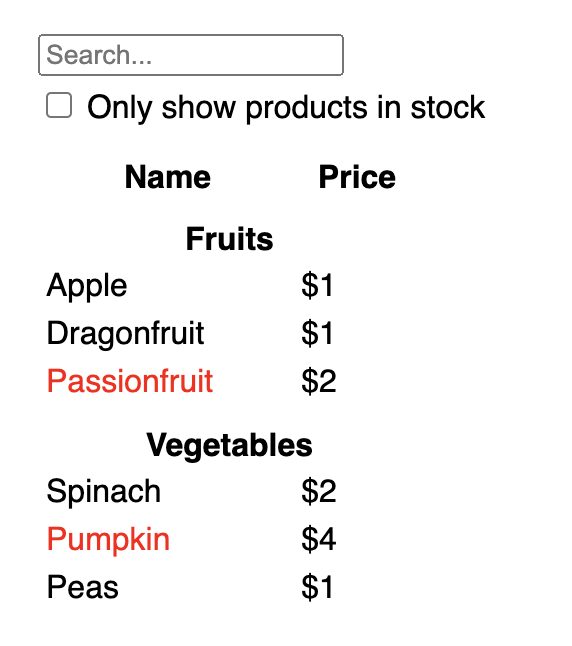 Search...
Only show products in stock
Name Price
Fruits
Apple $1
Dragonfruit $1
Passionfruit $2
Vegetables
Spinach $2
Pumpkin $4
Peas $1